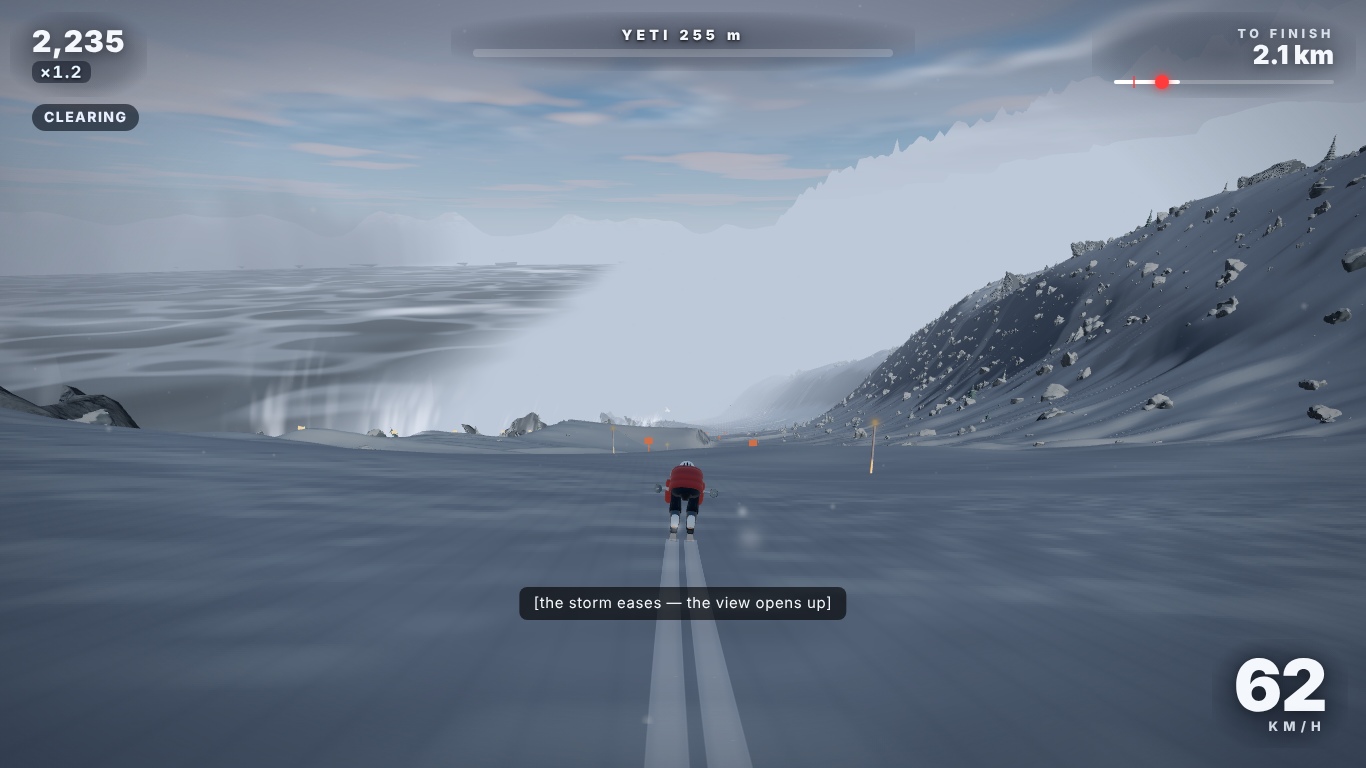 2,235
×1.2
CLEARING
YETI 255 m
TO FINISH
2.1 km
[the storm eases — the view opens up]
62
KM/H